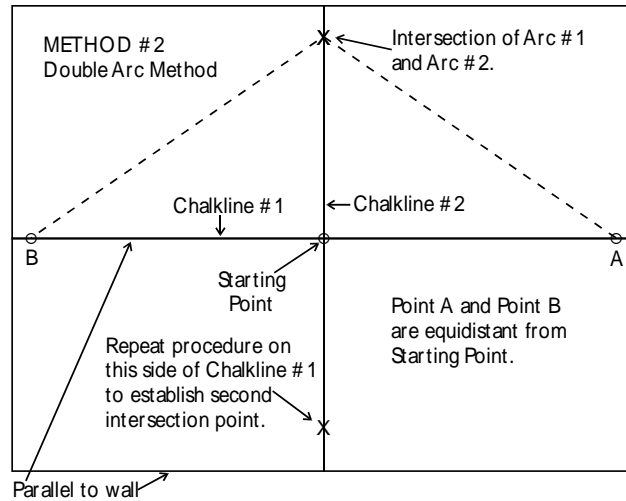 METHOD #2
Double Arc Method
X
Intersection of Arc #1
and Arc #2.
Chalkline #1
Chalkline #2
B
A
Starting
Point
Point A and Point B
are equidistant from
Starting Point.
Repeat procedure on
this side of Chalkline #1
to establish second
intersection point.
X
Parallel to wall